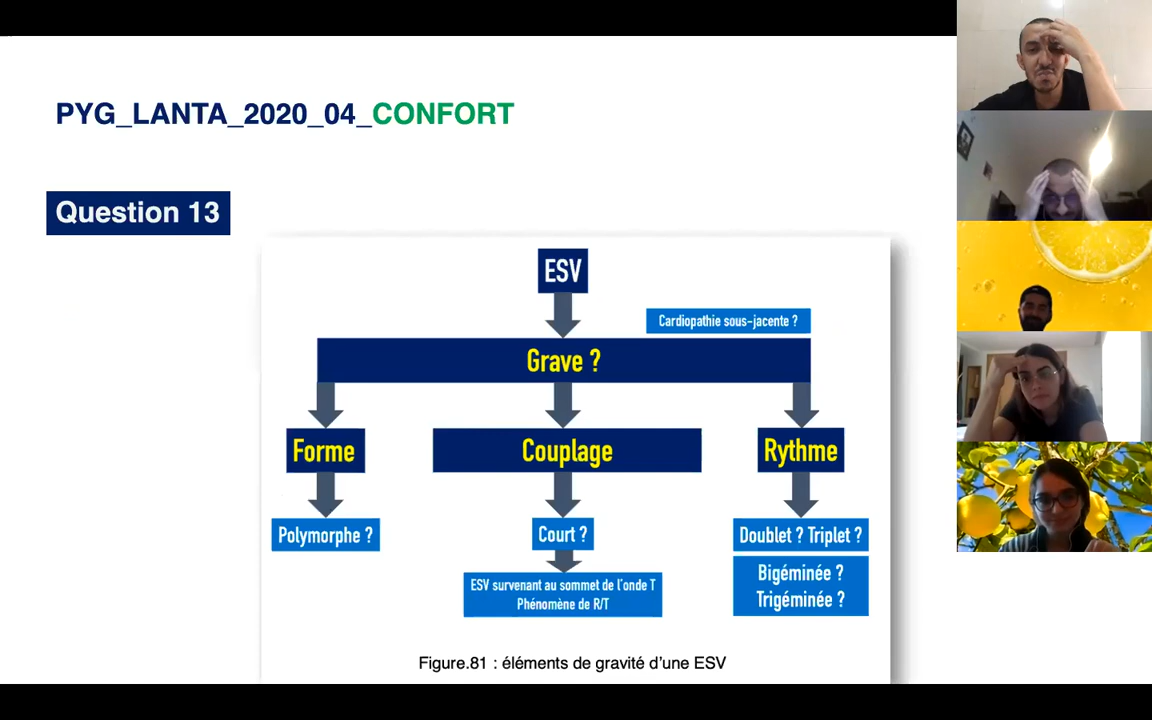 PYG_LANTA_2020_04_CONFORT
Question 13
ESV
Cardiopathie sous-jacente ?
Grave ?
Forme
Couplage
Rythme
Polymorphe ?
Court ?
Doublet ? Triplet ?
ESV survenant au sommet de l'onde T
Phénomène de R/T
Bigéminée ?
Trigéminée ?
Figure.81 : éléments de gravité d'une ESV